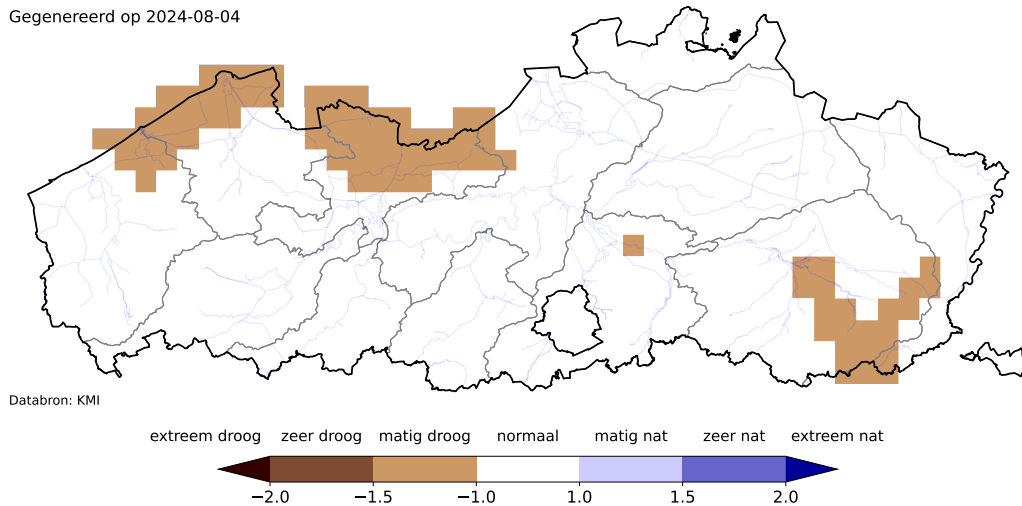 Gegenereerd op 2024-08-04
Databron: KMI
extreem droog zeer droog matig droog normaal matig nat zeer nat extreem nat
−2.0 −1.5 −1.0 1.0 1.5 2.0